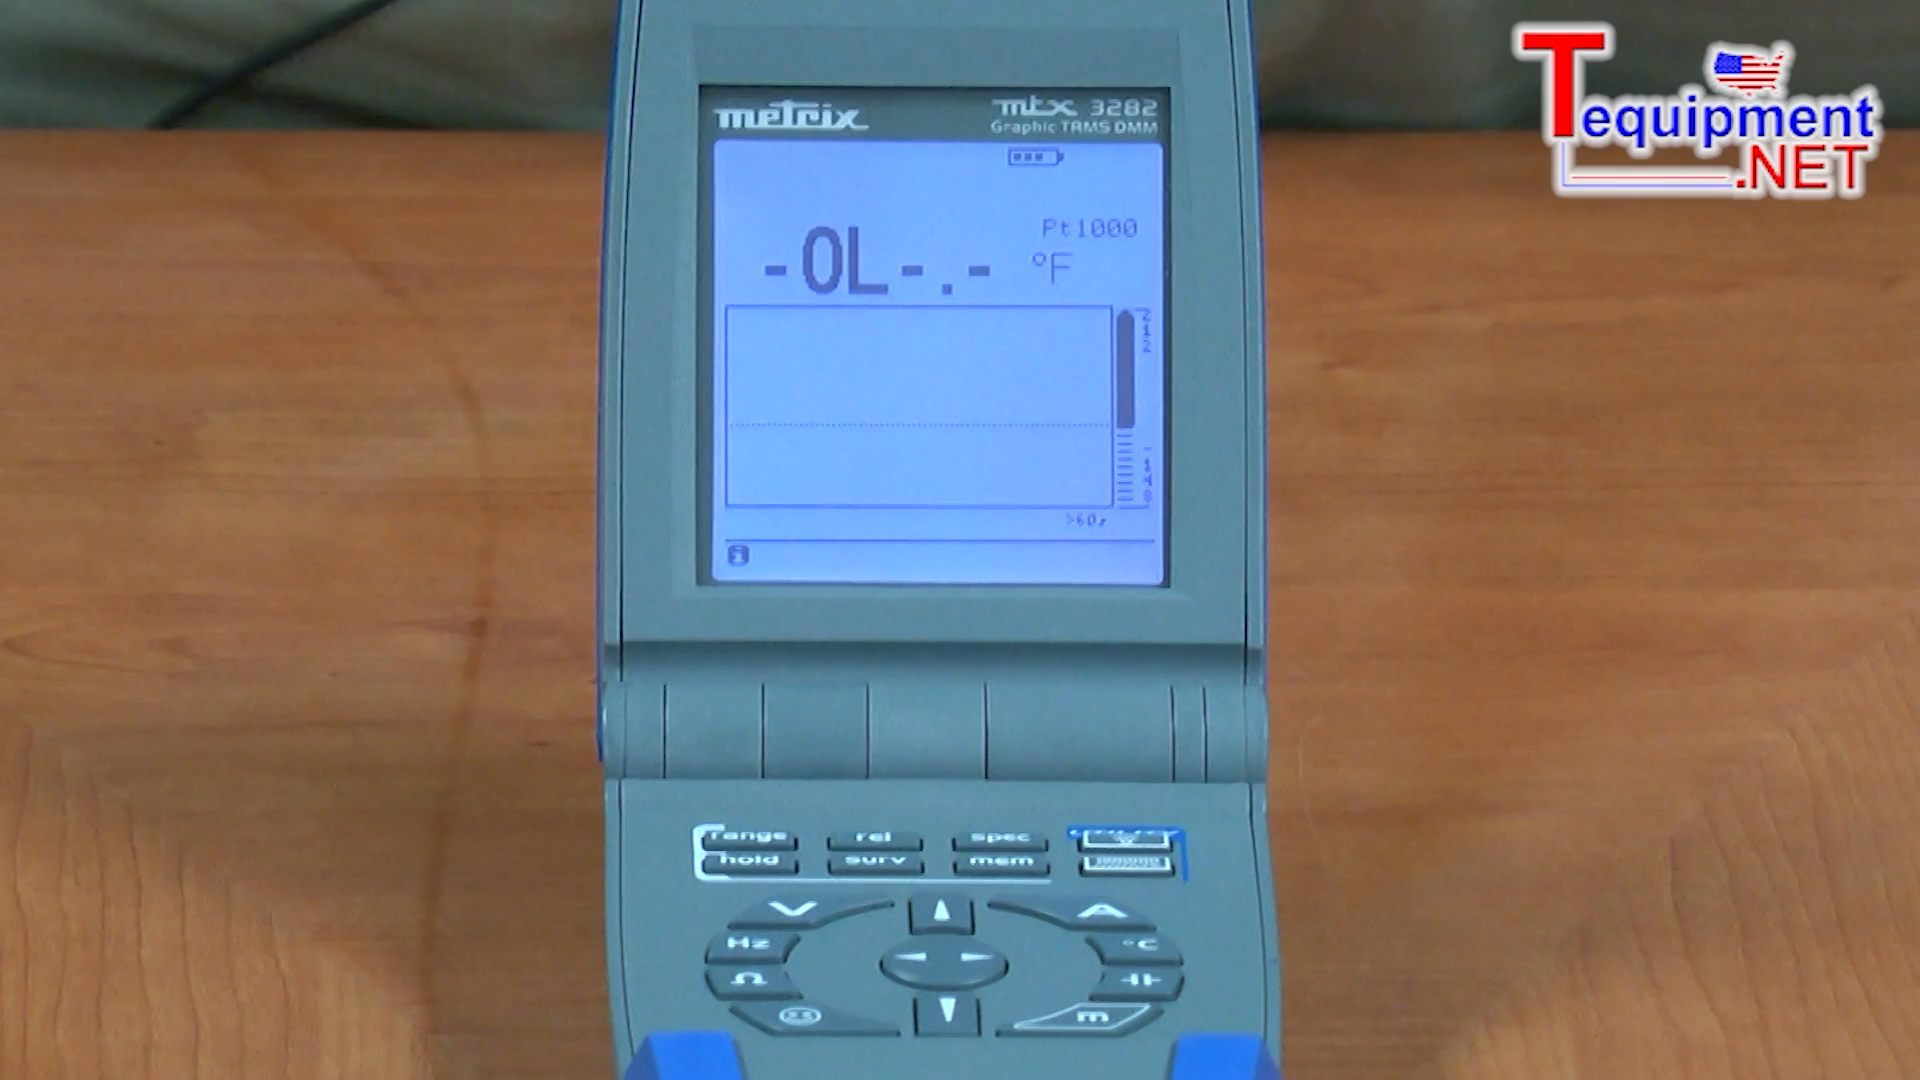 Tequipment
.NET
metrix
mtx 3282
Graphic TRMS DMM
Pt1000
-OL-.- °F
>60s
range
rel
spec
hold
surv
mem
V
A
Hz
°C
Ω
m